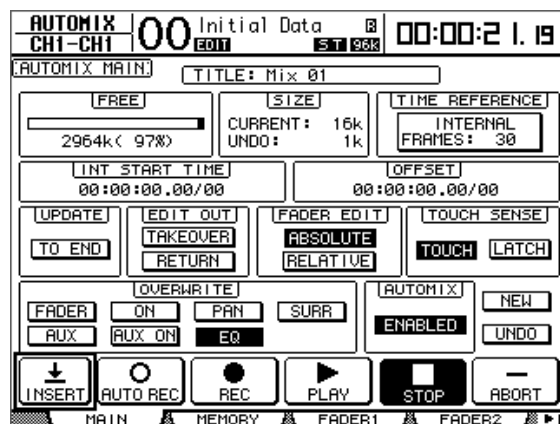 AUTOMIX
CH1-CH1
00
Initial Data
EDIT
ST 96k
00:00:21.19
AUTOMIX MAIN
TITLE: Mix 01
FREE
2964k( 97%)
SIZE
CURRENT: 16k
UNDO: 1k
TIME REFERENCE
INTERNAL
FRAMES: 30
INT START TIME
00:00:00.00/00
OFFSET
00:00:00.00/00
UPDATE
TO END
EDIT OUT
TAKEOVER
RETURN
FADER EDIT
ABSOLUTE
RELATIVE
TOUCH SENSE
TOUCH LATCH
OVERWRITE
FADER ON PAN SURR
AUX AUX ON EQ
AUTOMIX
ENABLED
NEW
UNDO
INSERT AUTO REC REC PLAY STOP ABORT
MAIN MEMORY FADER1 FADER2